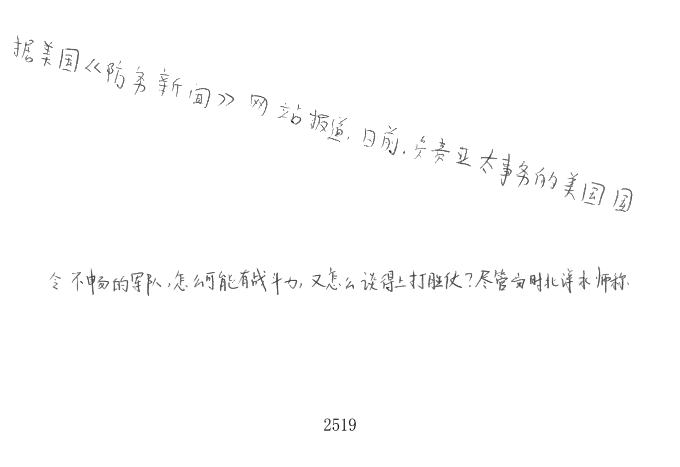 据美国《防务新闻》网站报道,日前,负责亚太事务的美国国
令不畅的军队,怎么可能有战斗力,又怎么谈得上打胜仗?尽管当时北洋水师称
2519